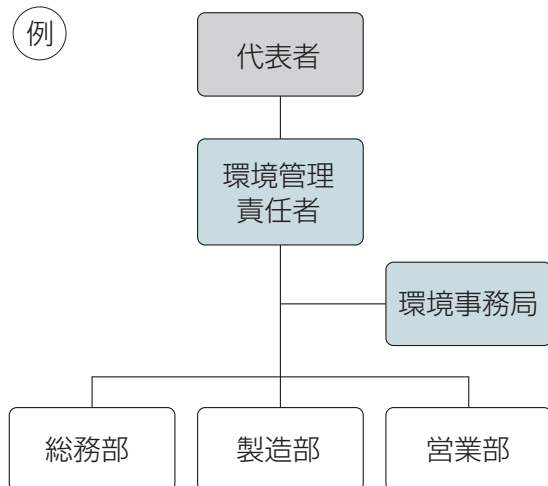 例
代表者
環境管理
責任者
環境事務局
総務部
製造部
営業部